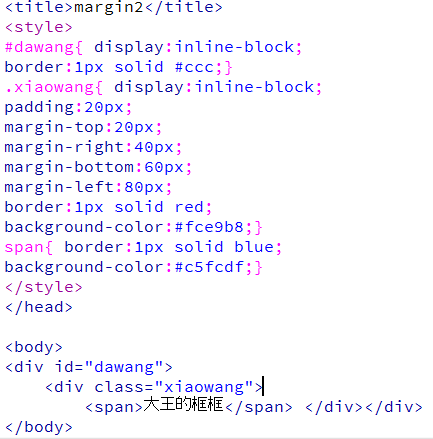 <title>margin2</title>
<style>
#dawang{ display:inline-block;
border:1px solid #ccc;}
.xiaowang{ display:inline-block;
padding:20px;
margin-top:20px;
margin-right:40px;
margin-bottom:60px;
margin-left:80px;
border:1px solid red;
background-color:#fce9b8;}
span{ border:1px solid blue;
background-color:#c5fcdf;}
</style>
</head>
<body>
<div id="dawang">
<div class="xiaowang">
<span>大王的框框</span> </div></div>
</body>